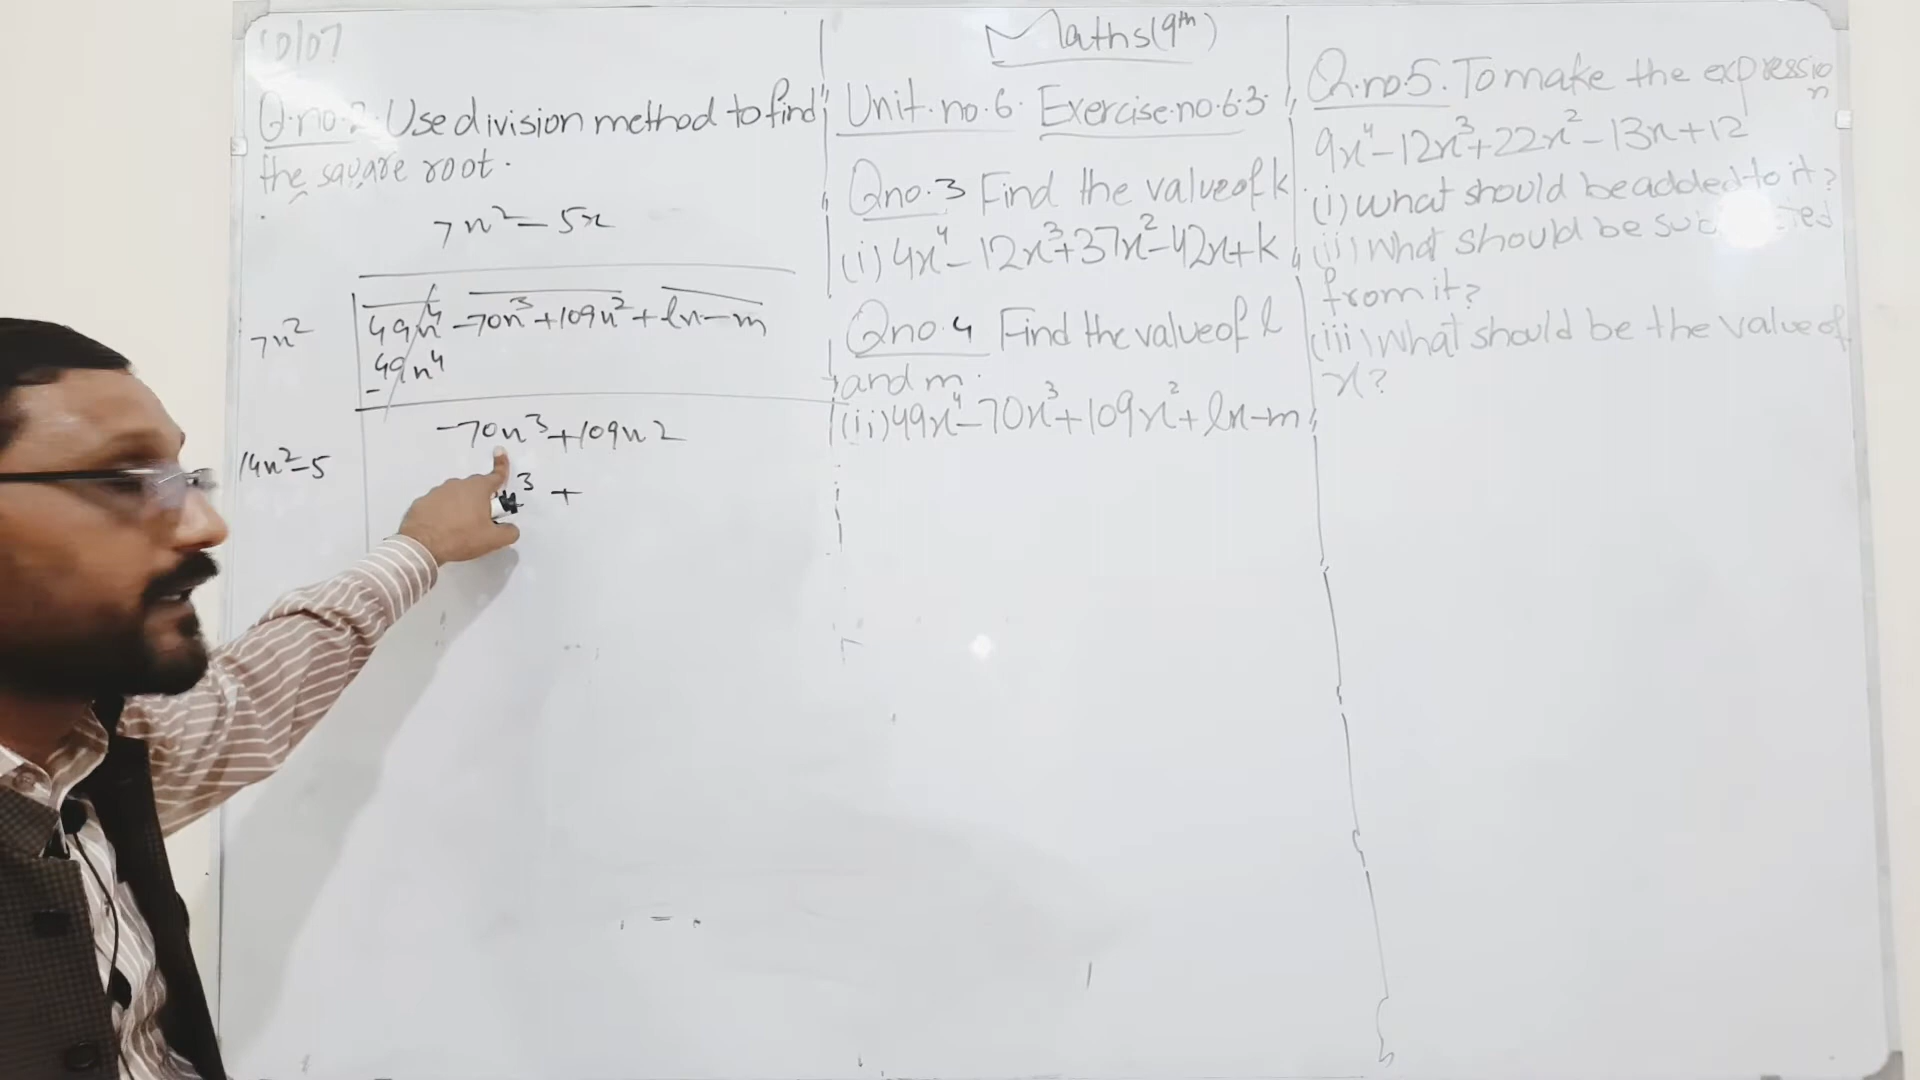 10/07
Q.no.2. Use division method to find
the square root.
7x² - 5x
7x²
49x⁴ - 70x³ + 109x² + lx - m
- 49x⁴
-70x³ + 109x2
14x² - 5
x³ +
Maths(9th)
Unit.no.6. Exercise.no.6.3.
Qno.3 Find the value of k
(i) 4x⁴ - 12x³ + 37x² - 42x + k
Qno.4 Find the value of l
and m.
(ii) 49x⁴ - 70x³ + 109x² + lx - m
Q.no.5. To make the expression
9x⁴ - 12x³ + 22x² - 13x + 12
(i) What should be added to it?
(ii) What should be
from it?
(iii) What should be the value of
x?